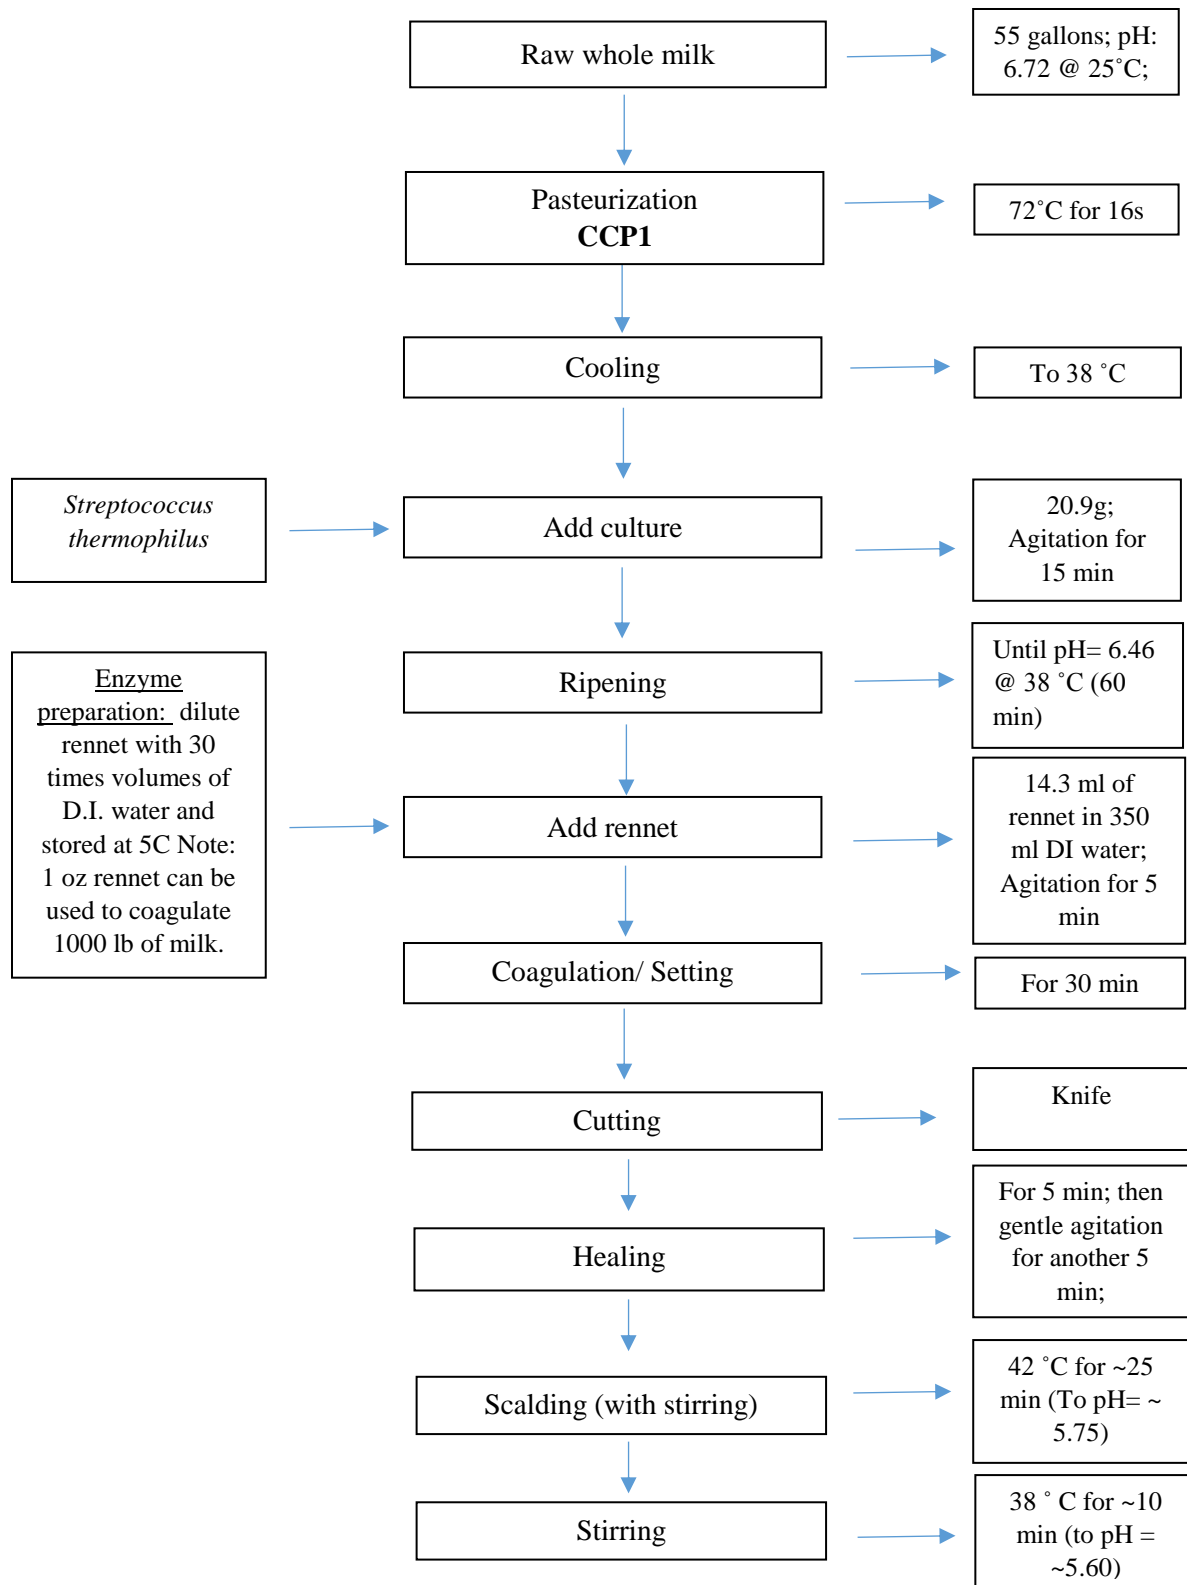 Raw whole milk
55 gallons; pH:
6.72 @ 25˚C;
Pasteurization
CCP1
72˚C for 16s
Cooling
To 38 ˚C
Streptococcus
thermophilus
Add culture
20.9g;
Agitation for
15 min
Ripening
Until pH= 6.46
@ 38 ˚C (60
min)
Enzyme
preparation: dilute
rennet with 30
times volumes of
D.I. water and
stored at 5C Note:
1 oz rennet can be
used to coagulate
1000 lb of milk.
Add rennet
14.3 ml of
rennet in 350
ml DI water;
Agitation for 5
min
Coagulation/ Setting
For 30 min
Cutting
Knife
Healing
For 5 min; then
gentle agitation
for another 5
min;
Scalding (with stirring)
42 ˚C for ~25
min (To pH= ~
5.75)
Stirring
38 ˚ C for ~10
min (to pH =
~5.60)